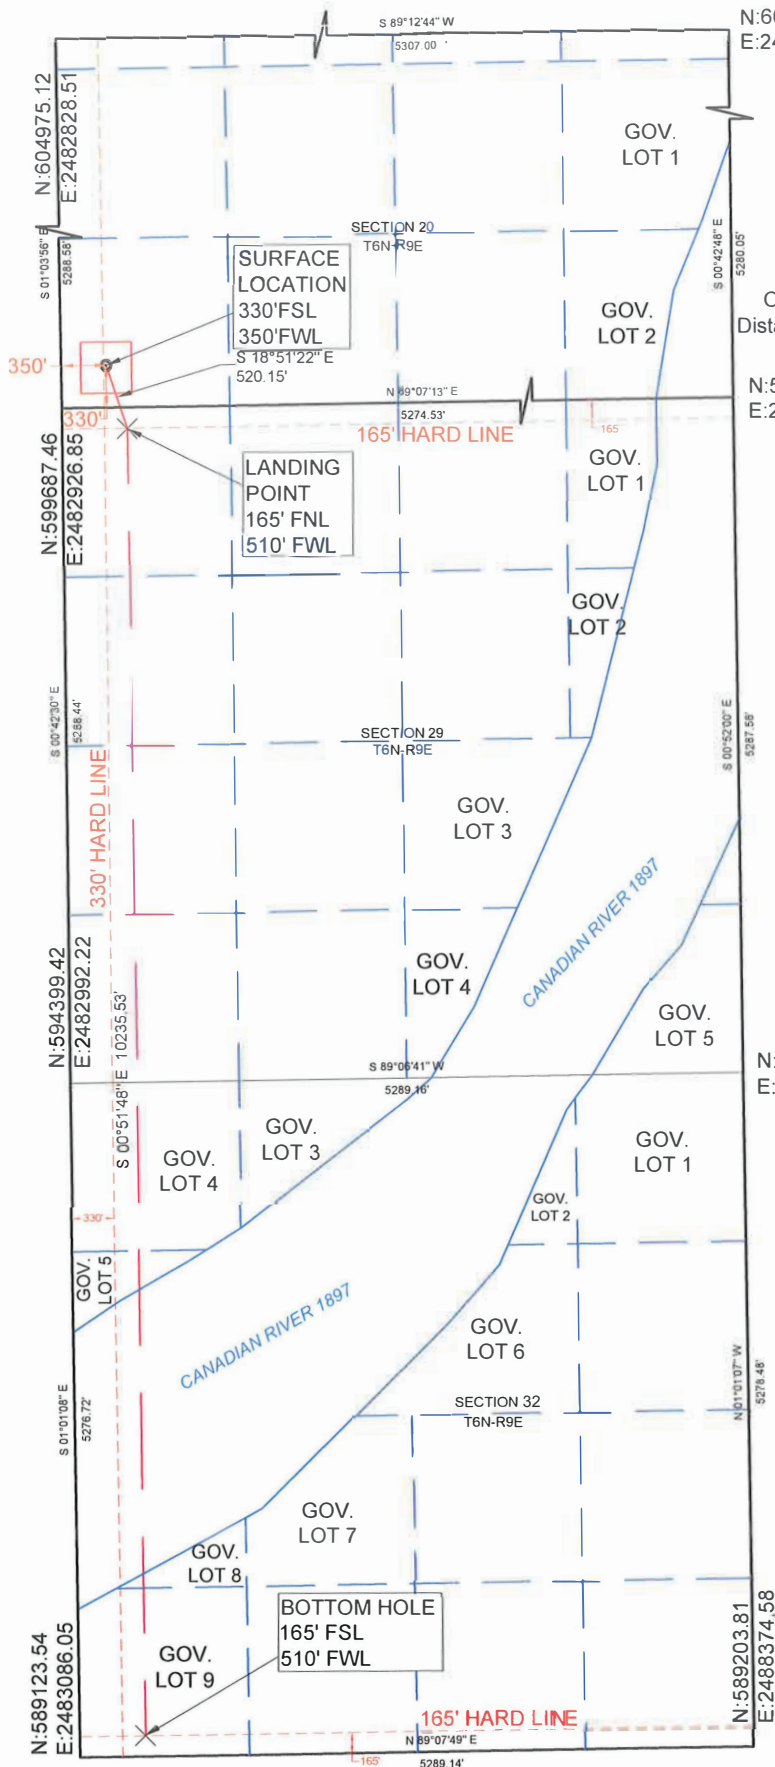 S 89°12'44" W
5307.00 '
N:60
E:24
N:604975.12
E:2482828.51
GOV.
LOT 1
SECTION 20
T6N-R9E
S 01°03'56" E
5288.58'
S 00°42'48" E
5280.05'
SURFACE
LOCATION
330'FSL
350'FWL
GOV.
LOT 2
O
Dista
350'
S 18°51'22" E
520.15'
N 89°07'13" E
5274.53'
N:5
E:2
330'
165' HARD LINE
165
N:599687.46
E:2482926.85
LANDING
POINT
165' FNL
510' FWL
GOV.
LOT 1
GOV.
LOT 2
S 00°42'30" E
5288.44'
SECTION 29
T6N-R9E
S 00°52'00" E
5287.58'
330' HARD LINE
GOV.
LOT 3
CANADIAN RIVER 1897
GOV.
LOT 4
N:594399.42
E:2482992.22
S 00°51'48" E 10235.53'
GOV.
LOT 5
S 89°06'41" W
5289.16'
N:
E:
GOV.
LOT 3
GOV.
LOT 4
GOV.
LOT 1
GOV.
LOT 2
330'
GOV.
LOT 5
CANADIAN RIVER 1897
GOV.
LOT 6
S 01°01'08" E
5276.72'
SECTION 32
T6N-R9E
N 01°01'07" W
5278.48'
GOV.
LOT 7
GOV.
LOT 8
BOTTOM HOLE
165' FSL
510' FWL
GOV.
LOT 9
N:589123.54
E:2483086.05
N:589203.81
E:2488374.58
165' HARD LINE
N 89°07'49" E
5289.14'
165'